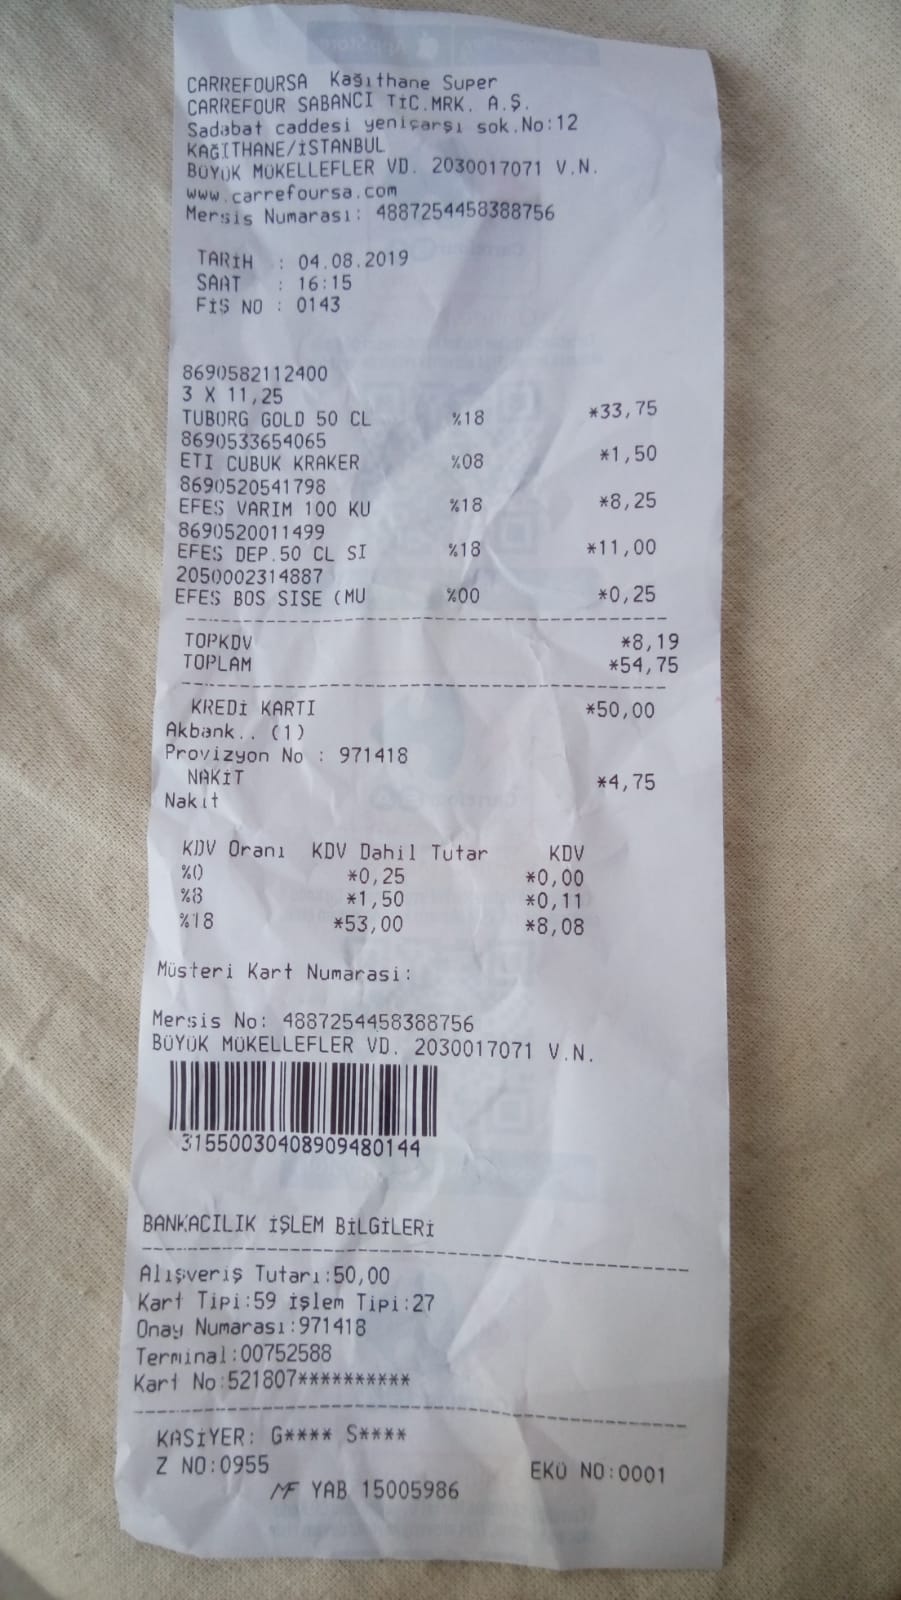 CARREFOURSA Kağıthane Super
CARREFOUR SABANCI TİC.MRK. A.Ş.
Sadabat caddesi yeniçarşı sok.No:12
KAĞITHANE/İSTANBUL
BÜYÜK MÜKELLEFLER VD. 2030017071 V.N.
www.carrefoursa.com
Mersis Numarası: 4887254458388756
TARİH : 04.08.2019
SAAT : 16:15
FİŞ NO : 0143
8690582112400
3 X 11,25
TUBORG GOLD 50 CL %18 *33,75
8690533654065
ETI CUBUK KRAKER %08 *1,50
8690520541798
EFES VARIM 100 KU %18 *8,25
8690520011499
EFES DEP.50 CL SI %18 *11,00
2050002314887
EFES BOS SISE (MU %00 *0,25
TOPKDV *8,19
TOPLAM *54,75
KREDİ KARTI *50,00
Akbank.. (1)
Provizyon No : 971418
NAKİT *4,75
Nakit
KDV Oranı KDV Dahil Tutar KDV
%0 *0,25 *0,00
%8 *1,50 *0,11
%18 *53,00 *8,08
Müsteri Kart Numarasi:
Mersis No: 4887254458388756
BÜYÜK MÜKELLEFLER VD. 2030017071 V.N.
31550030408909480144
BANKACILIK İŞLEM BİLGİLERİ
Alışveriş Tutarı:50,00
Kart Tipi:59 İşlem Tipi:27
Onay Numarası:971418
Terminal:00752588
Kart No:521807**********
KASİYER: G**** S****
Z NO:0955 EKÜ NO:0001
MF YAB 15005986